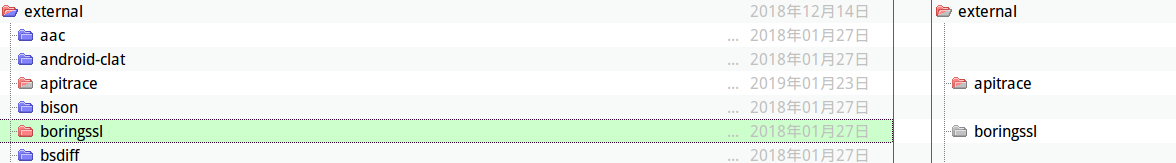 external 2018年12月14日 external
aac ... 2018年01月27日
android-clat ... 2018年01月27日
apitrace ... 2019年01月23日 apitrace
bison ... 2018年01月27日
boringssl ... 2018年01月27日 boringssl
bsdiff ... 2018年01月27日